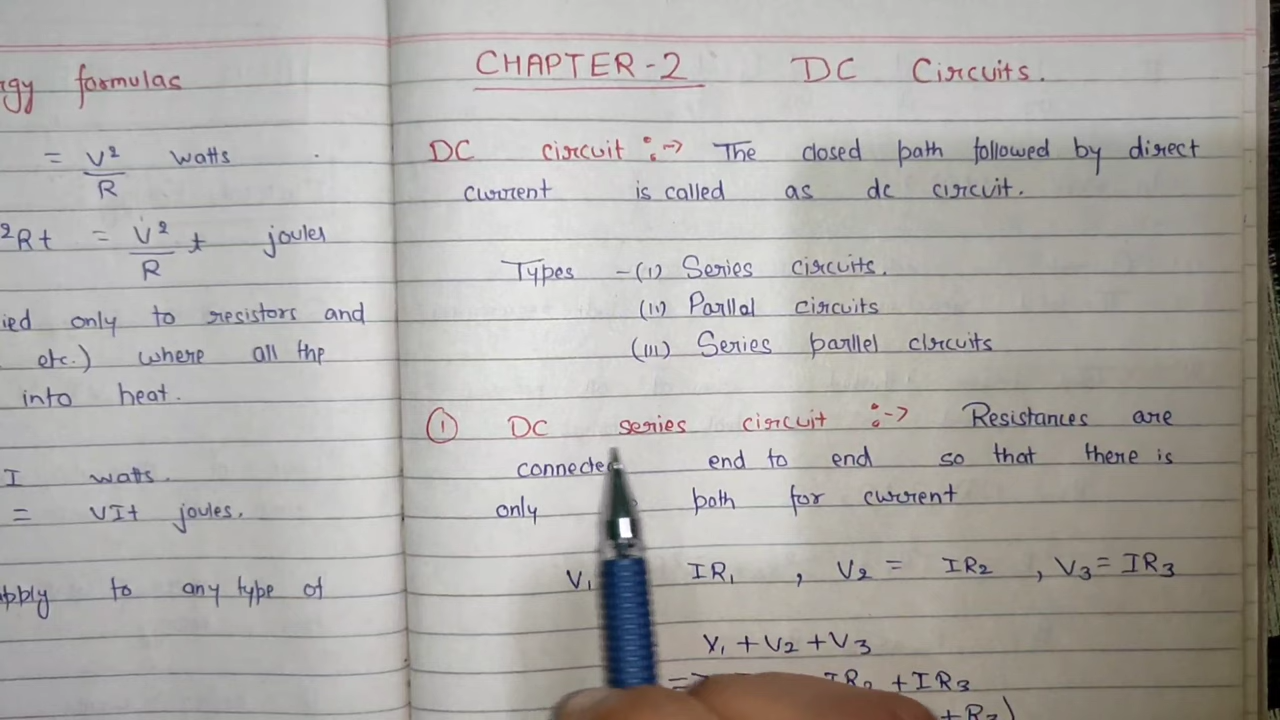 formulas
= V²/R watts
²Rt = V²/R t joules
only to resistors and
etc.) where all the
into heat.
I watts.
= VIt joules.
to any type of
CHAPTER-2 DC Circuits.
DC circuit :-> The closed path followed by direct
current is called as dc circuit.
Types - (i) Series circuits.
(ii) Parllal circuits
(iii) Series parllel circuits
① DC series circuit :-> Resistances are
connected end to end so that there is
only path for current
V₁ IR₁ , V₂ = IR₂ , V₃ = IR₃
V₁ + V₂ + V₃
= IR₂ + IR₃